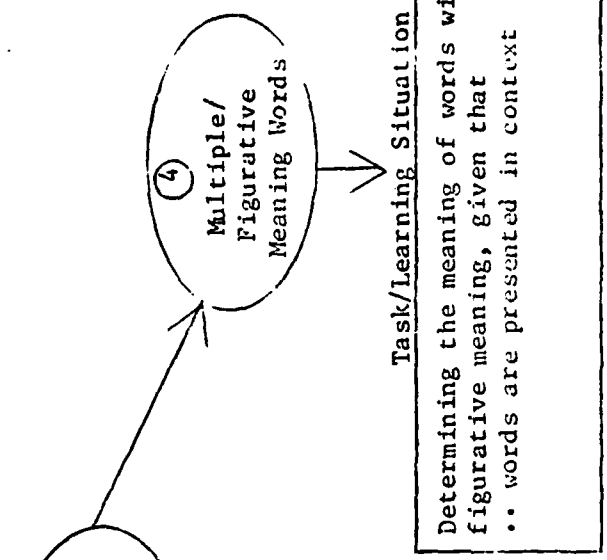 4
Multiple/
Figurative
Meaning Words
Task/Learning Situation
Determining the meaning of words
figurative meaning, given that
.. words are presented in context